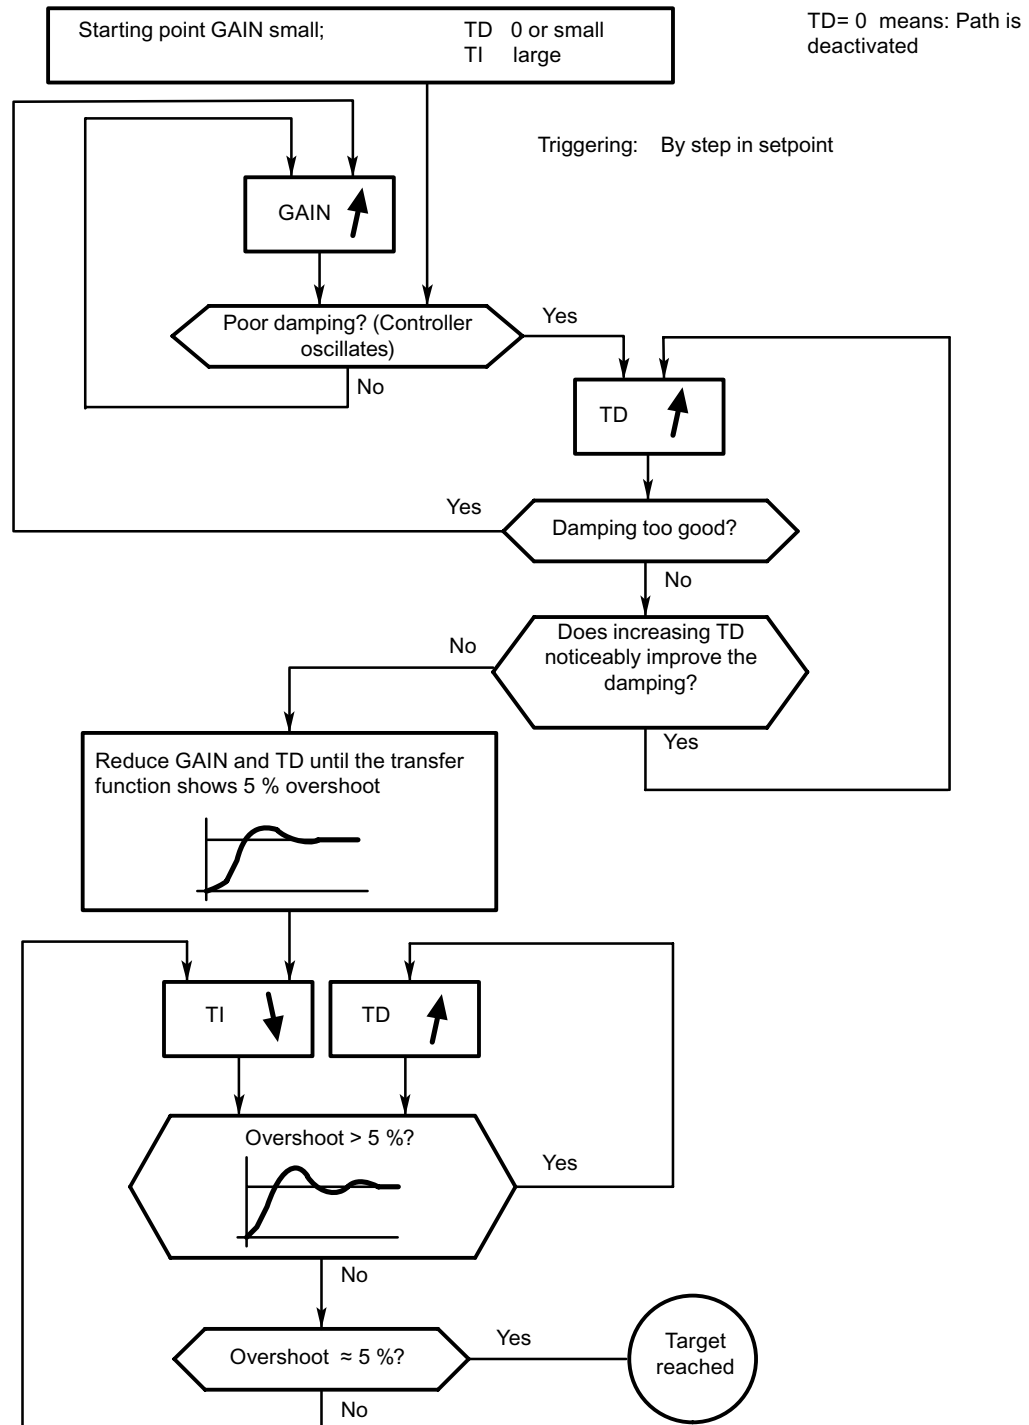 Starting point GAIN small; TD 0 or small
TI large
TD= 0 means: Path is
deactivated
Triggering: By step in setpoint
GAIN
Poor damping? (Controller
oscillates)
Yes
No
TD
Yes
Damping too good?
No
Does increasing TD
noticeably improve the
damping?
No
Yes
Reduce GAIN and TD until the transfer
function shows 5 % overshoot
TI
TD
Overshoot > 5 %?
Yes
No
Overshoot ≈ 5 %?
Yes
Target
reached
No